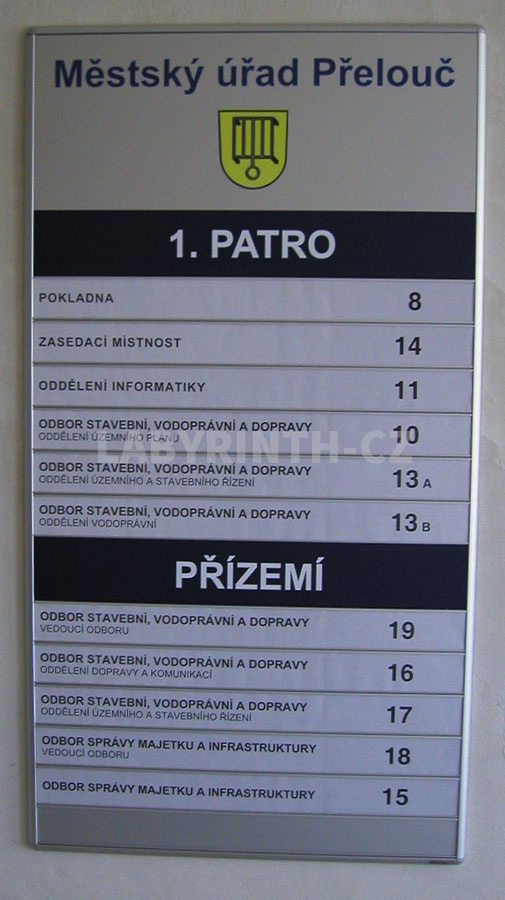 Městský úřad Přelouč
1. PATRO
POKLADNA 8
ZASEDACÍ MÍSTNOST 14
ODDĚLENÍ INFORMATIKY 11
ODBOR STAVEBNÍ, VODOPRÁVNÍ A DOPRAVY 10
ODDĚLENÍ ÚZEMNÍHO PLÁNU
LABYRINTH-CZ
ODBOR STAVEBNÍ, VODOPRÁVNÍ A DOPRAVY 13 A
ODDĚLENÍ ÚZEMNÍHO A STAVEBNÍHO ŘÍZENÍ
ODBOR STAVEBNÍ, VODOPRÁVNÍ A DOPRAVY 13 B
ODDĚLENÍ VODOPRÁVNÍ
PŘÍZEMÍ
ODBOR STAVEBNÍ, VODOPRÁVNÍ A DOPRAVY 19
VEDOUCÍ ODBORU
ODBOR STAVEBNÍ, VODOPRÁVNÍ A DOPRAVY 16
ODDĚLENÍ DOPRAVY A KOMUNIKACÍ
ODBOR STAVEBNÍ, VODOPRÁVNÍ A DOPRAVY 17
ODDĚLENÍ ÚZEMNÍHO A STAVEBNÍHO ŘÍZENÍ
ODBOR SPRÁVY MAJETKU A INFRASTRUKTURY 18
VEDOUCÍ ODBORU
ODBOR SPRÁVY MAJETKU A INFRASTRUKTURY 15